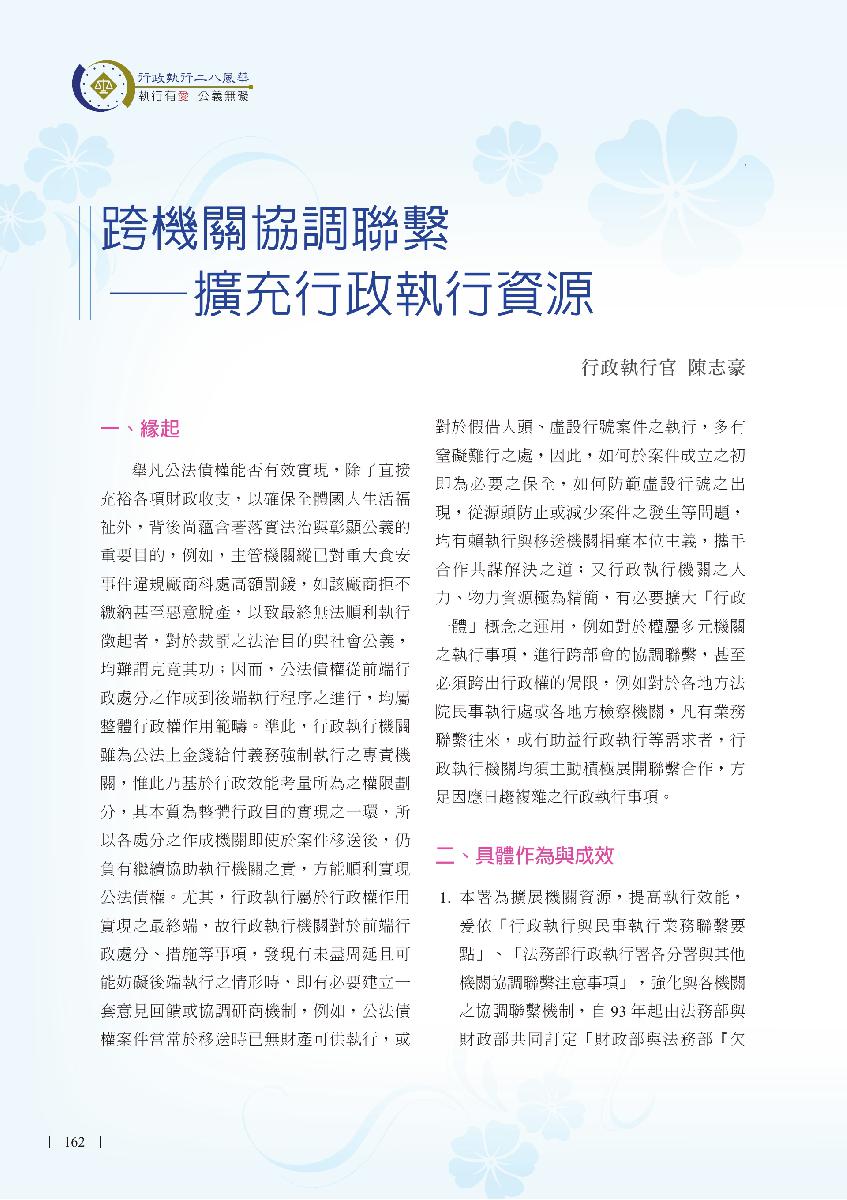 行政執行二八風華
執行有愛 公義無礙
跨機關協調聯繫
——擴充行政執行資源
行政執行官 陳志豪
一、緣起
舉凡公法債權能否有效實現，除了直接
充裕各項財政收支，以確保全體國人生活福
祉外，背後尚蘊含著落實法治與彰顯公義的
重要目的，例如，主管機關縱已對重大食安
事件違規廠商科處高額罰鍰，如該廠商拒不
繳納甚至惡意脫產，以致最終無法順利執行
徵起者，對於裁罰之法治目的與社會公義，
均難謂克竟其功；因而，公法債權從前端行
政處分之作成到後端執行程序之進行，均屬
整體行政權作用範疇。準此，行政執行機關
雖為公法上金錢給付義務強制執行之專責機
關，惟此乃基於行政效能考量所為之權限劃
分，其本質為整體行政目的實現之一環，所
以各處分之作成機關即使於案件移送後，仍
負有繼續協助執行機關之責，方能順利實現
公法債權。尤其，行政執行屬於行政權作用
實現之最終端，故行政執行機關對於前端行
政處分、措施等事項，發現有未盡周延且可
能妨礙後端執行之情形時，即有必要建立一
套意見回饋或協調研商機制，例如，公法債
權案件常常於移送時已無財產可供執行，或
對於假借人頭、虛設行號案件之執行，多有
窒礙難行之處，因此，如何於案件成立之初
即為必要之保全，如何防範虛設行號之出
現，從源頭防止或減少案件之發生等問題，
均有賴執行與移送機關捐棄本位主義，攜手
合作共謀解決之道；又行政執行機關之人
力、物力資源極為精簡，有必要擴大「行政
一體」概念之運用，例如對於權屬多元機關
之執行事項，進行跨部會的協調聯繫，甚至
必須跨出行政權的侷限，例如對於各地方法
院民事執行處或各地方檢察機關，凡有業務
聯繫往來，或有助益行政執行等需求者，行
政執行機關均須主動積極展開聯繫合作，方
足因應日趨複雜之行政執行事項。
二、具體作為與成效
1. 本署為擴展機關資源，提高執行效能，
爰依「行政執行與民事執行業務聯繫要
點」、「法務部行政執行署各分署與其他
機關協調聯繫注意事項」，強化與各機關
之協調聯繫機制，自 93 年起由法務部與
財政部共同訂定「財政部與法務部『欠
162